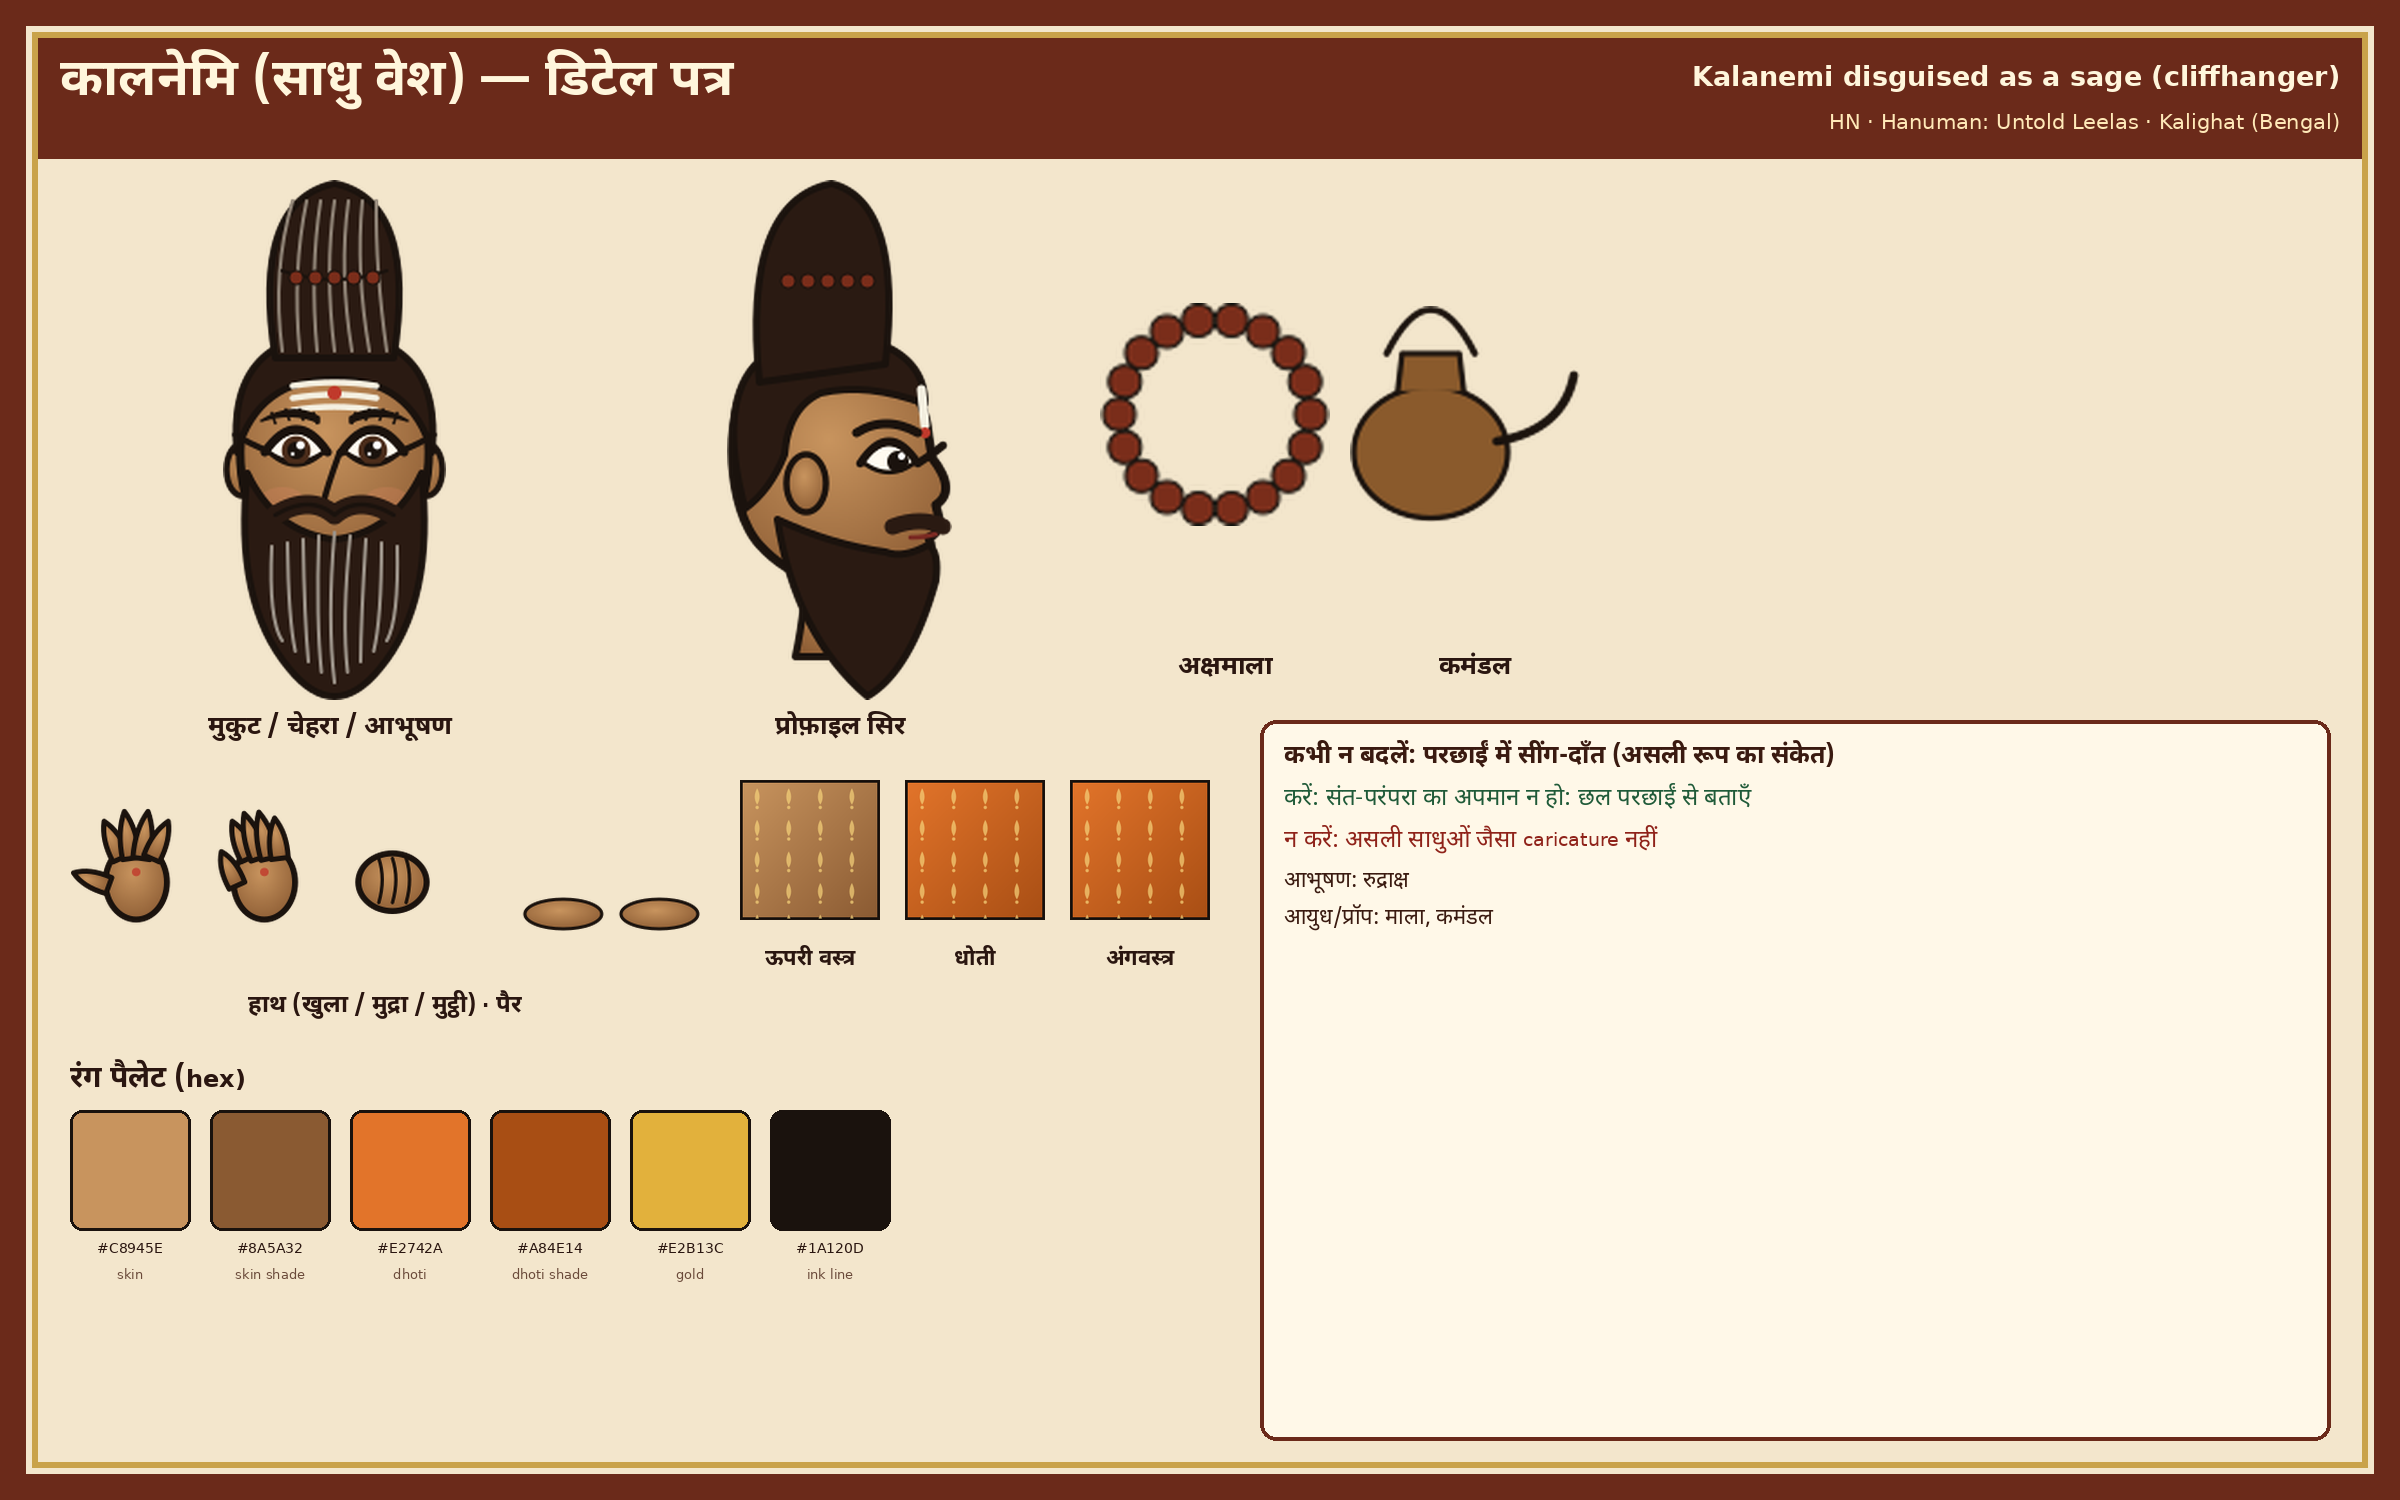 कालनेमि (साधु वेश) — डिटेल पत्र
Kalanemi disguised as a sage (cliffhanger)
HN · Hanuman: Untold Leelas · Kalighat (Bengal)
अक्षमाला
कमंडल
मुकुट / चेहरा / आभूषण
प्रोफ़ाइल सिर
कभी न बदलें: परछाईं में सींग-दाँत (असली रूप का संकेत)
करें: संत-परंपरा का अपमान न हो: छल परछाईं से बताएँ
न करें: असली साधुओं जैसा caricature नहीं
आभूषण: रुद्राक्ष
आयुध/प्रॉप: माला, कमंडल
ऊपरी वस्त्र
धोती
अंगवस्त्र
हाथ (खुला / मुद्रा / मुट्ठी) · पैर
रंग पैलेट (hex)
#C8945E
#8A5A32
#E2742A
#A84E14
#E2B13C
#1A120D
skin
skin shade
dhoti
dhoti shade
gold
ink line